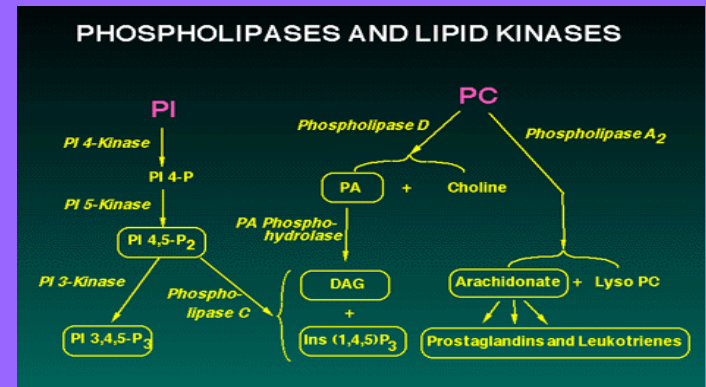 PHOSPHOLIPASES AND LIPID KINASES
PI
PC
PI 4-Kinase
PI 4-P
PI 5-Kinase
PI 4,5-P2
PI 3-Kinase
PI 3,4,5-P3
Phospho-
lipase C
Phospholipase D
PA + Choline
PA Phospho-
hydrolase
DAG
+
Ins (1,4,5)P3
Phospholipase A2
Arachidonate + Lyso PC
Prostaglandins and Leukotrienes